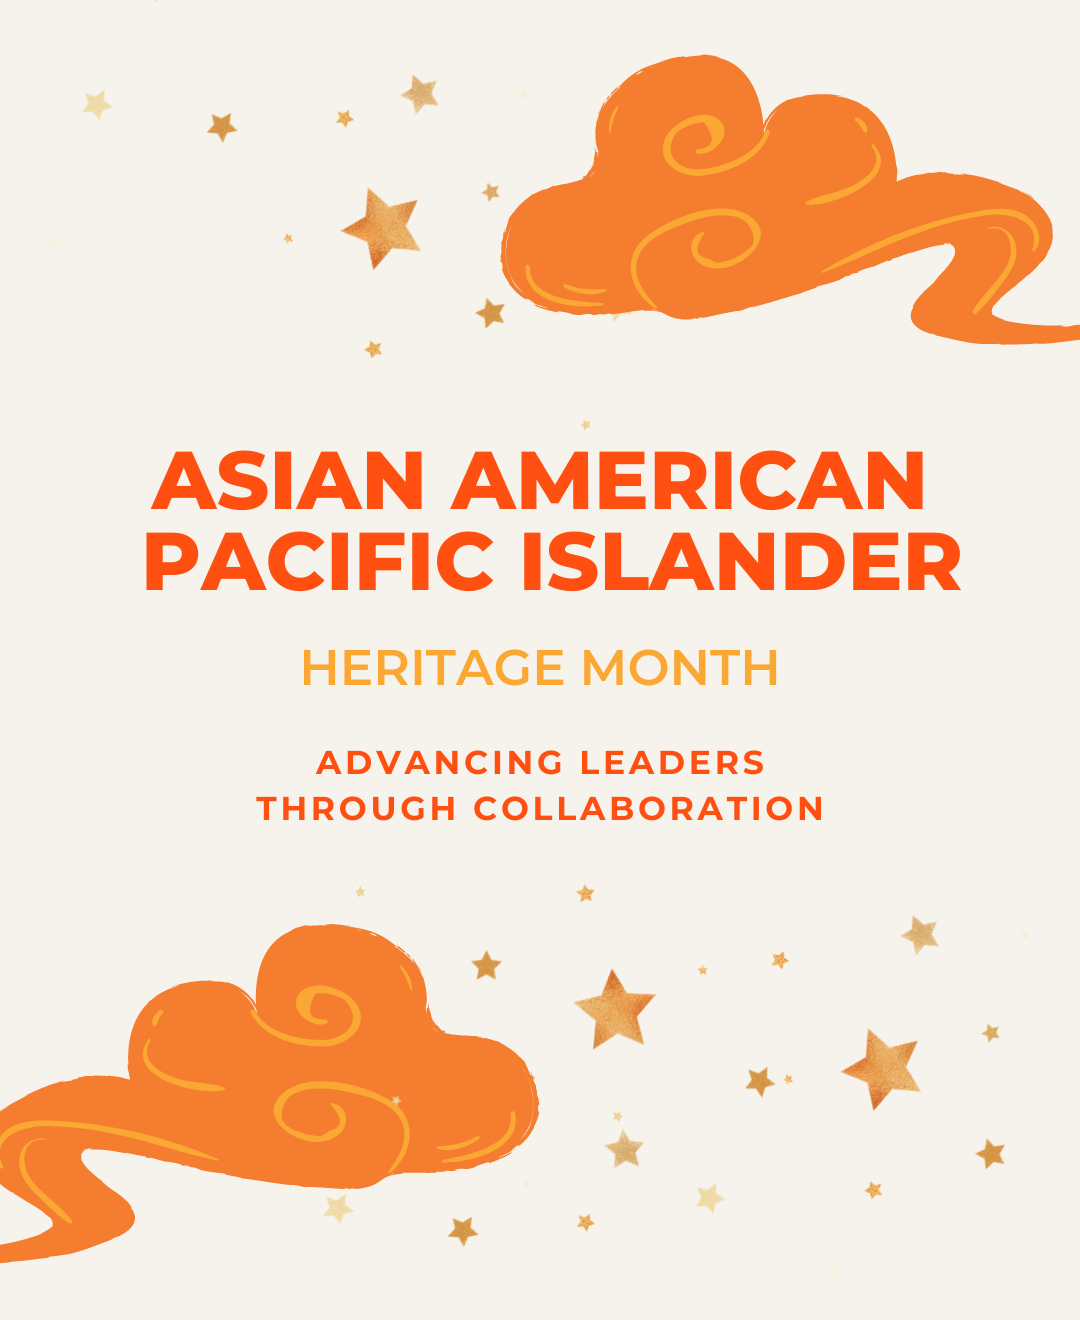 ASIAN AMERICAN
PACIFIC ISLANDER
HERITAGE MONTH
ADVANCING LEADERS
THROUGH COLLABORATION